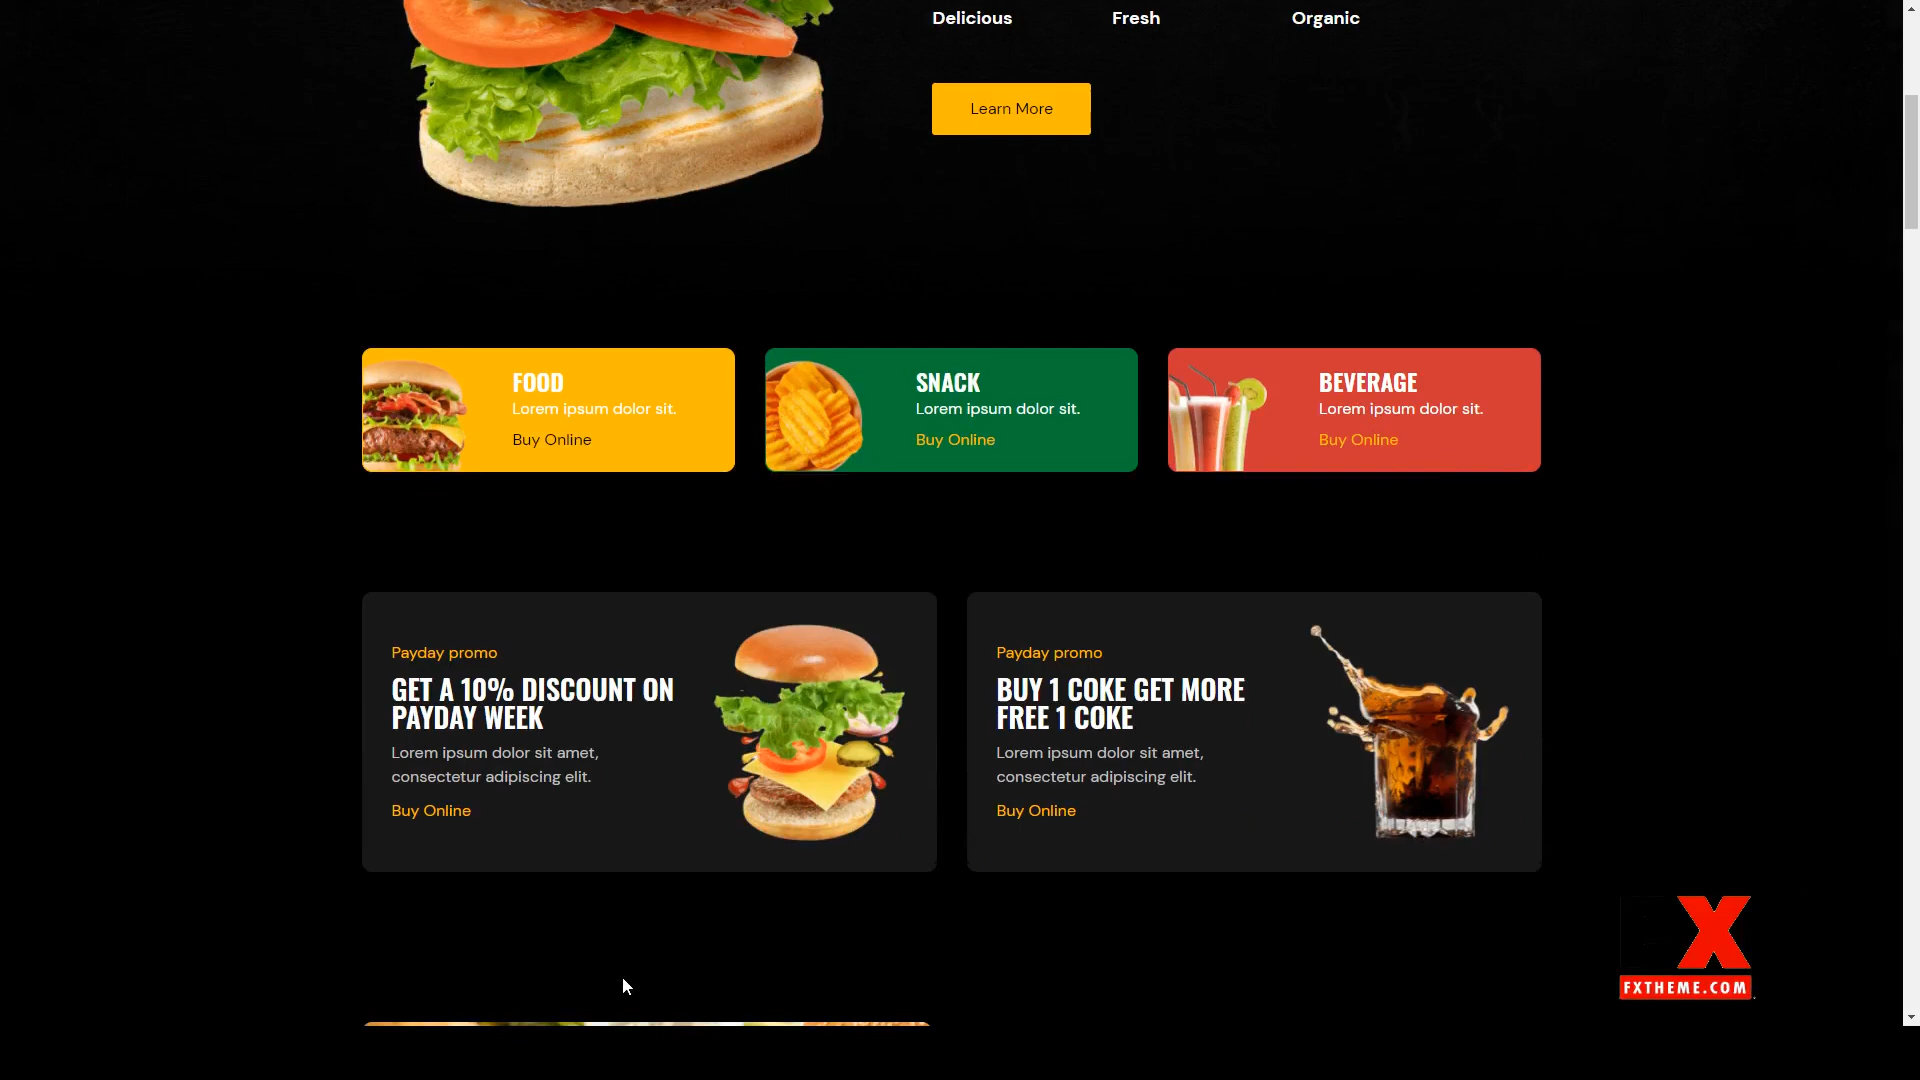 Delicious
Fresh
Organic
Learn More
FOOD
Lorem ipsum dolor sit.
Buy Online
SNACK
Lorem ipsum dolor sit.
Buy Online
BEVERAGE
Lorem ipsum dolor sit.
Buy Online
Payday promo
GET A 10% DISCOUNT ON
PAYDAY WEEK
Lorem ipsum dolor sit amet,
consectetur adipiscing elit.
Buy Online
Payday promo
BUY 1 COKE GET MORE
FREE 1 COKE
Lorem ipsum dolor sit amet,
consectetur adipiscing elit.
Buy Online
X
FXTHEME.COM